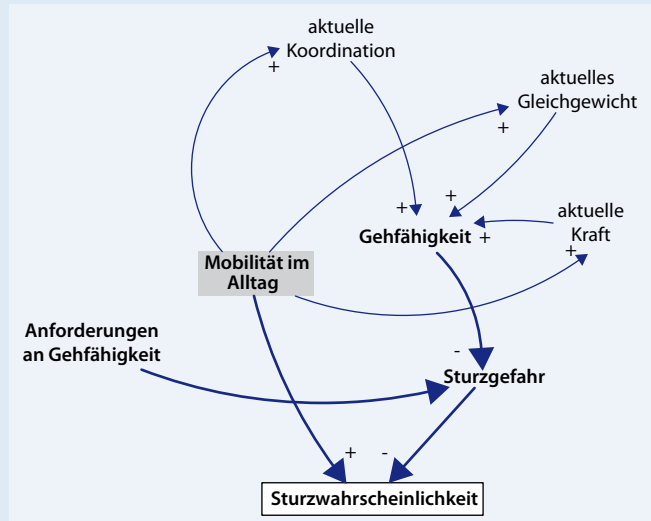 aktuelle
Koordination
+
aktuelles
Gleichgewicht
+
+
+
aktuelle
Kraft
Gehfähigkeit +
+
Mobilität im
Alltag
Anforderungen
an Gehfähigkeit
-
Sturzgefahr
+ -
Sturzwahrscheinlichkeit